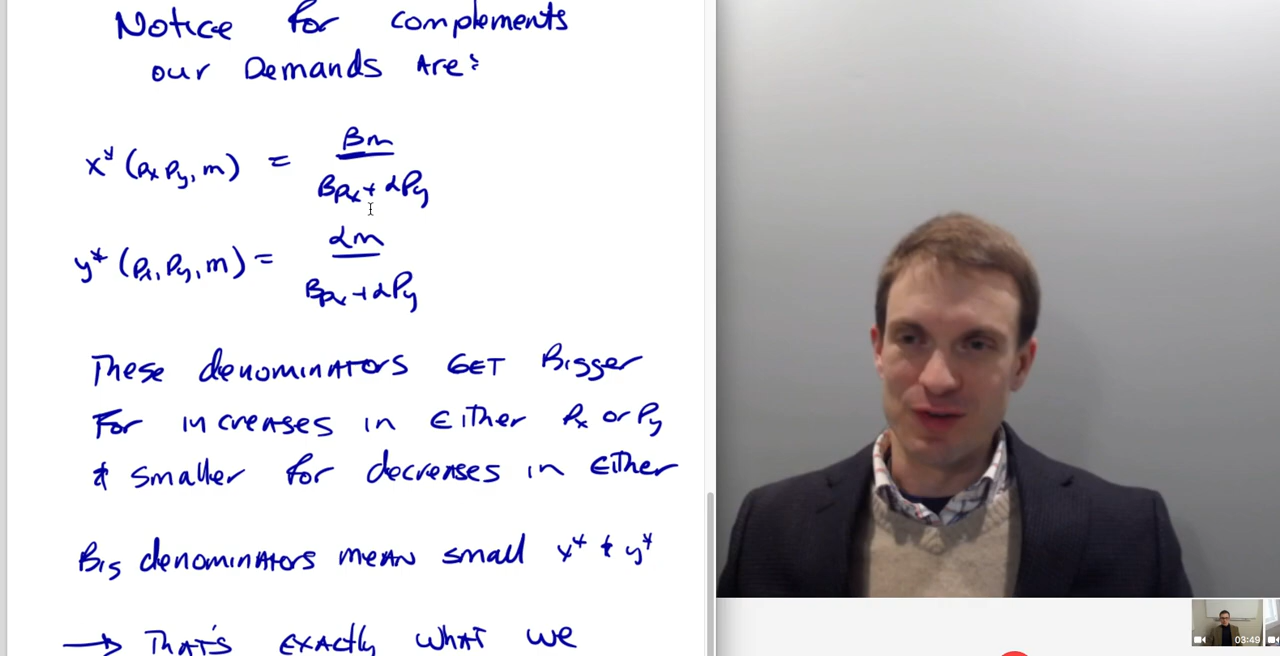 Notice for complements
our Demands Are:
x* (Px Py, m) = βm / βPx + αPy
y* (Px, Py, m) = αm / βPx + αPy
These denominators GET Bigger
For increases in Either Px or Py
& smaller for decreases in Either
Big denominators mean small x* & y*
→ That's EXACTLY what we
03:49